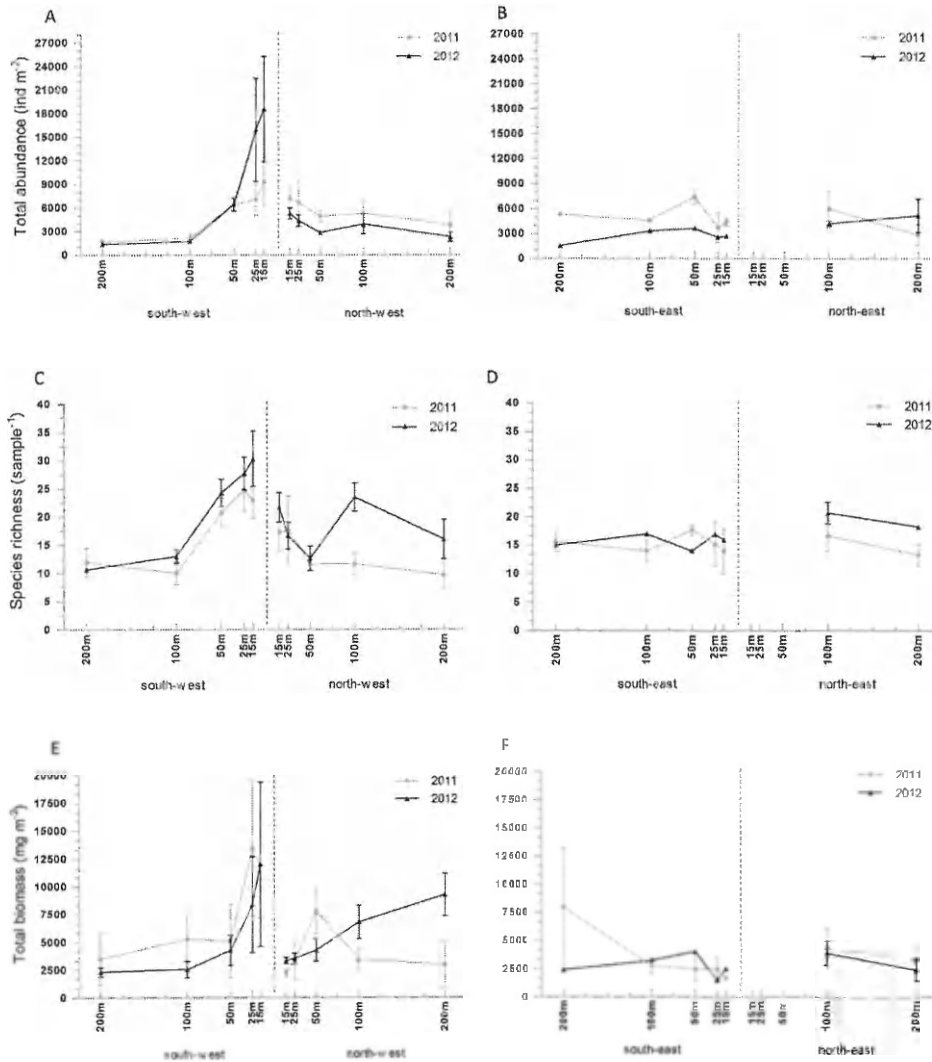 A
Total abundance (ind m⁻²)
27000
24000
21000
18000
15000
12000
9000
6000
3000
0
2011
2012
200m
100m
50m
25m
15m
15m
25m
50m
100m
200m
south-west
north-west
B
27000
24000
21000
18000
15000
12000
9000
6000
3000
0
2011
2012
200m
100m
50m
25m
15m
15m
25m
50m
100m
200m
south-east
north-east
C
Species richness (sample⁻¹)
40
35
30
25
20
15
10
5
0
2011
2012
200m
100m
50m
25m
15m
15m
25m
50m
100m
200m
south-west
north-west
D
40
35
30
25
20
15
10
5
0
2011
2012
200m
100m
50m
25m
15m
15m
25m
50m
100m
200m
south-east
north-east
E
Total biomass (mg m⁻²)
20000
17500
15000
12500
10000
7500
5000
2500
0
2011
2012
200m
100m
50m
25m
15m
15m
25m
50m
100m
200m
south-west
north-west
F
20000
17500
15000
12500
10000
7500
5000
2500
0
2011
2012
200m
100m
50m
25m
15m
15m
25m
50m
100m
200m
south-east
north-east